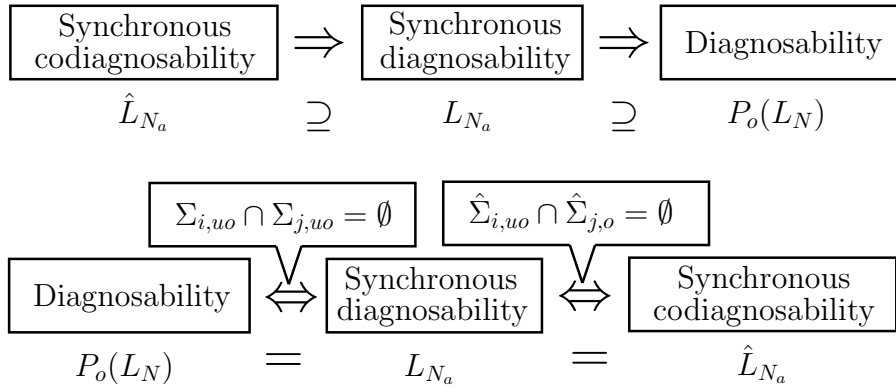 Synchronous codiagnosability ⇒ Synchronous diagnosability ⇒ Diagnosability
L̂_{N_a} ⊇ L_{N_a} ⊇ P_o(L_N)
Σ_{i,uo} ∩ Σ_{j,uo} = ∅ Σ̂_{i,uo} ∩ Σ̂_{j,o} = ∅
Diagnosability ⇔ Synchronous diagnosability ⇔ Synchronous codiagnosability
P_o(L_N) = L_{N_a} = L̂_{N_a}